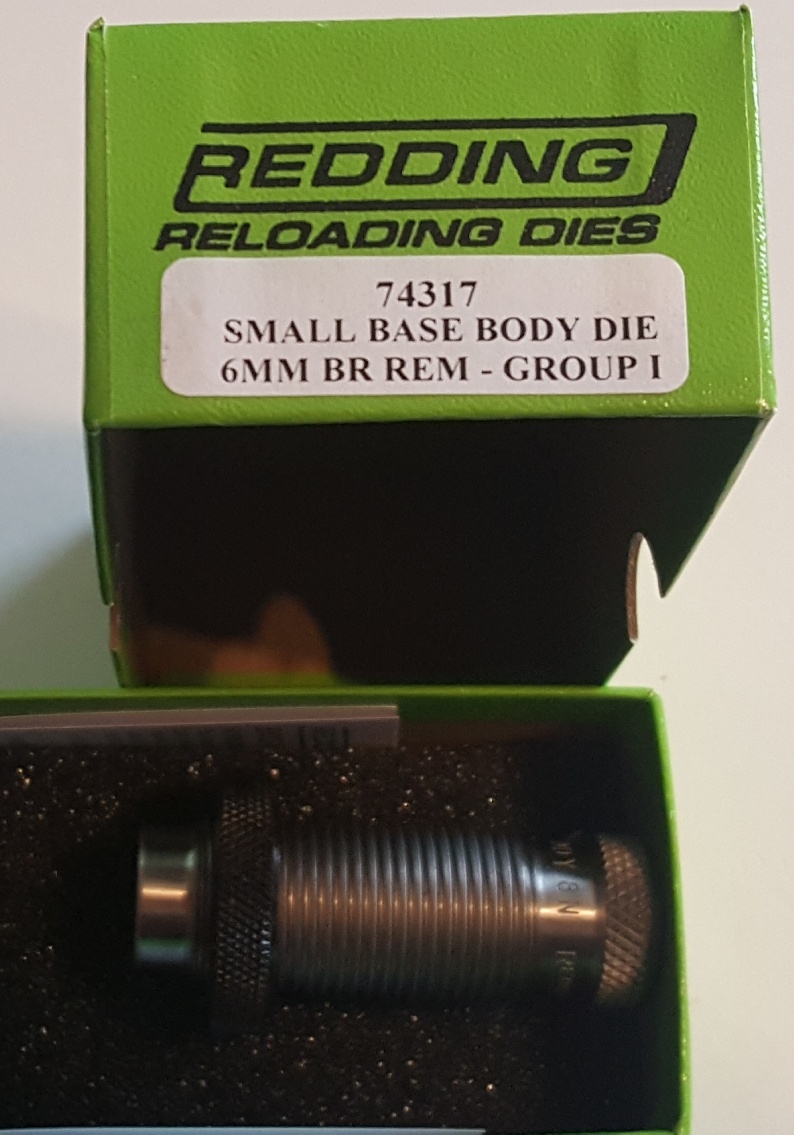 REDDING
RELOADING DIES
74317
SMALL BASE BODY DIE
6MM BR REM - GROUP I